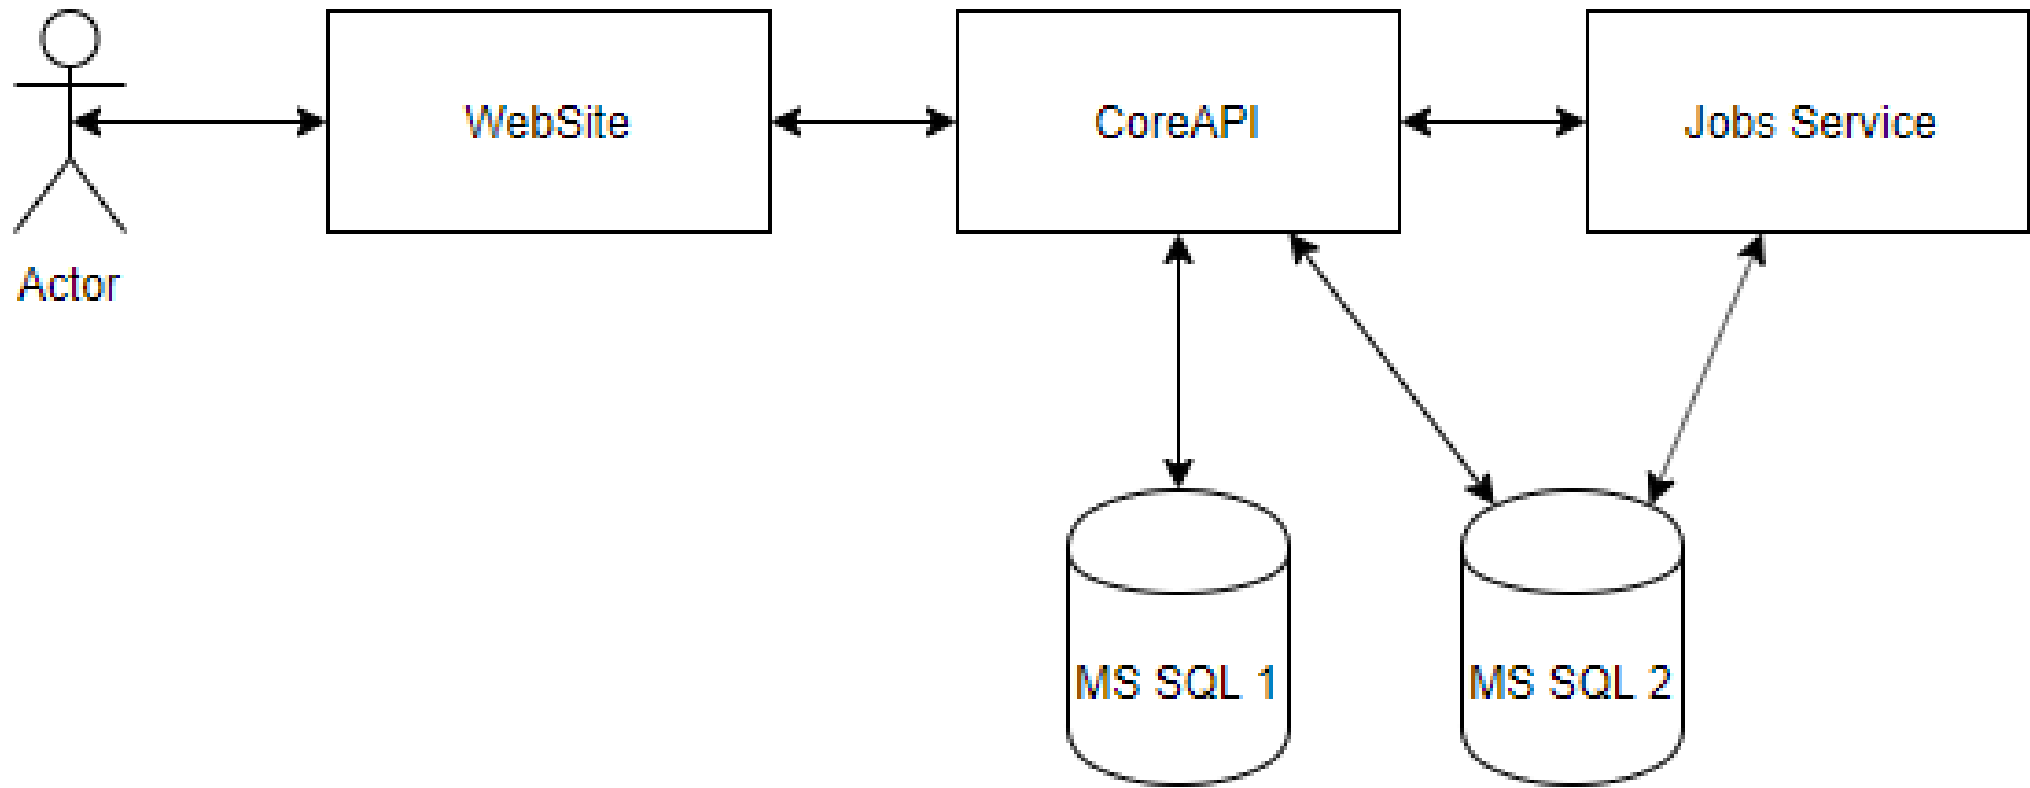 WebSite
CoreAPI
Jobs Service
Actor
MS SQL 1
MS SQL 2